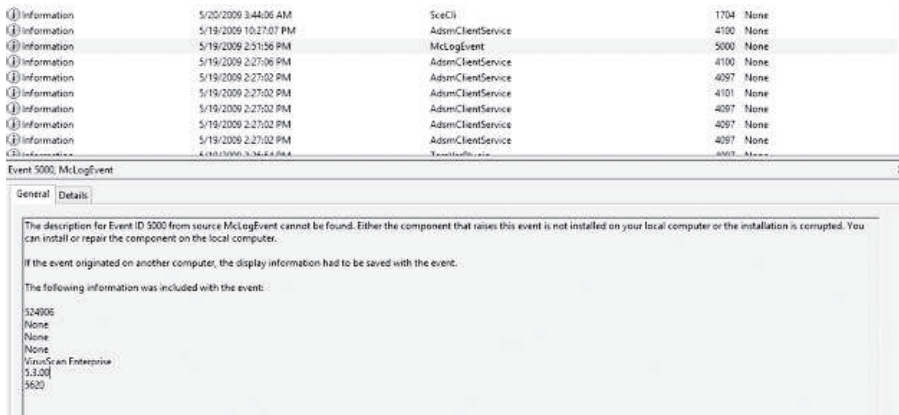 Information 5/20/2009 3:44:06 AM SceCli 1704 None
Information 5/19/2009 10:27:07 PM AdsmClientService 4100 None
Information 5/19/2009 2:51:56 PM McLogEvent 5000 None
Information 5/19/2009 2:27:06 PM AdsmClientService 4100 None
Information 5/19/2009 2:27:02 PM AdsmClientService 4097 None
Information 5/19/2009 2:27:02 PM AdsmClientService 4101 None
Information 5/19/2009 2:27:02 PM AdsmClientService 4097 None
Information 5/19/2009 2:27:02 PM AdsmClientService 4097 None
Information 5/19/2009 2:27:02 PM AdsmClientService 4097 None
Event 5000, McLogEvent
General Details
The description for Event ID 5000 from source McLogEvent cannot be found. Either the component that raises this event is not installed on your local computer or the installation is corrupted. You
can install or repair the component on the local computer.
If the event originated on another computer, the display information had to be saved with the event.
The following information was included with the event:
524906
None
None
None
VirusScan Enterprise
5.3.00
5620